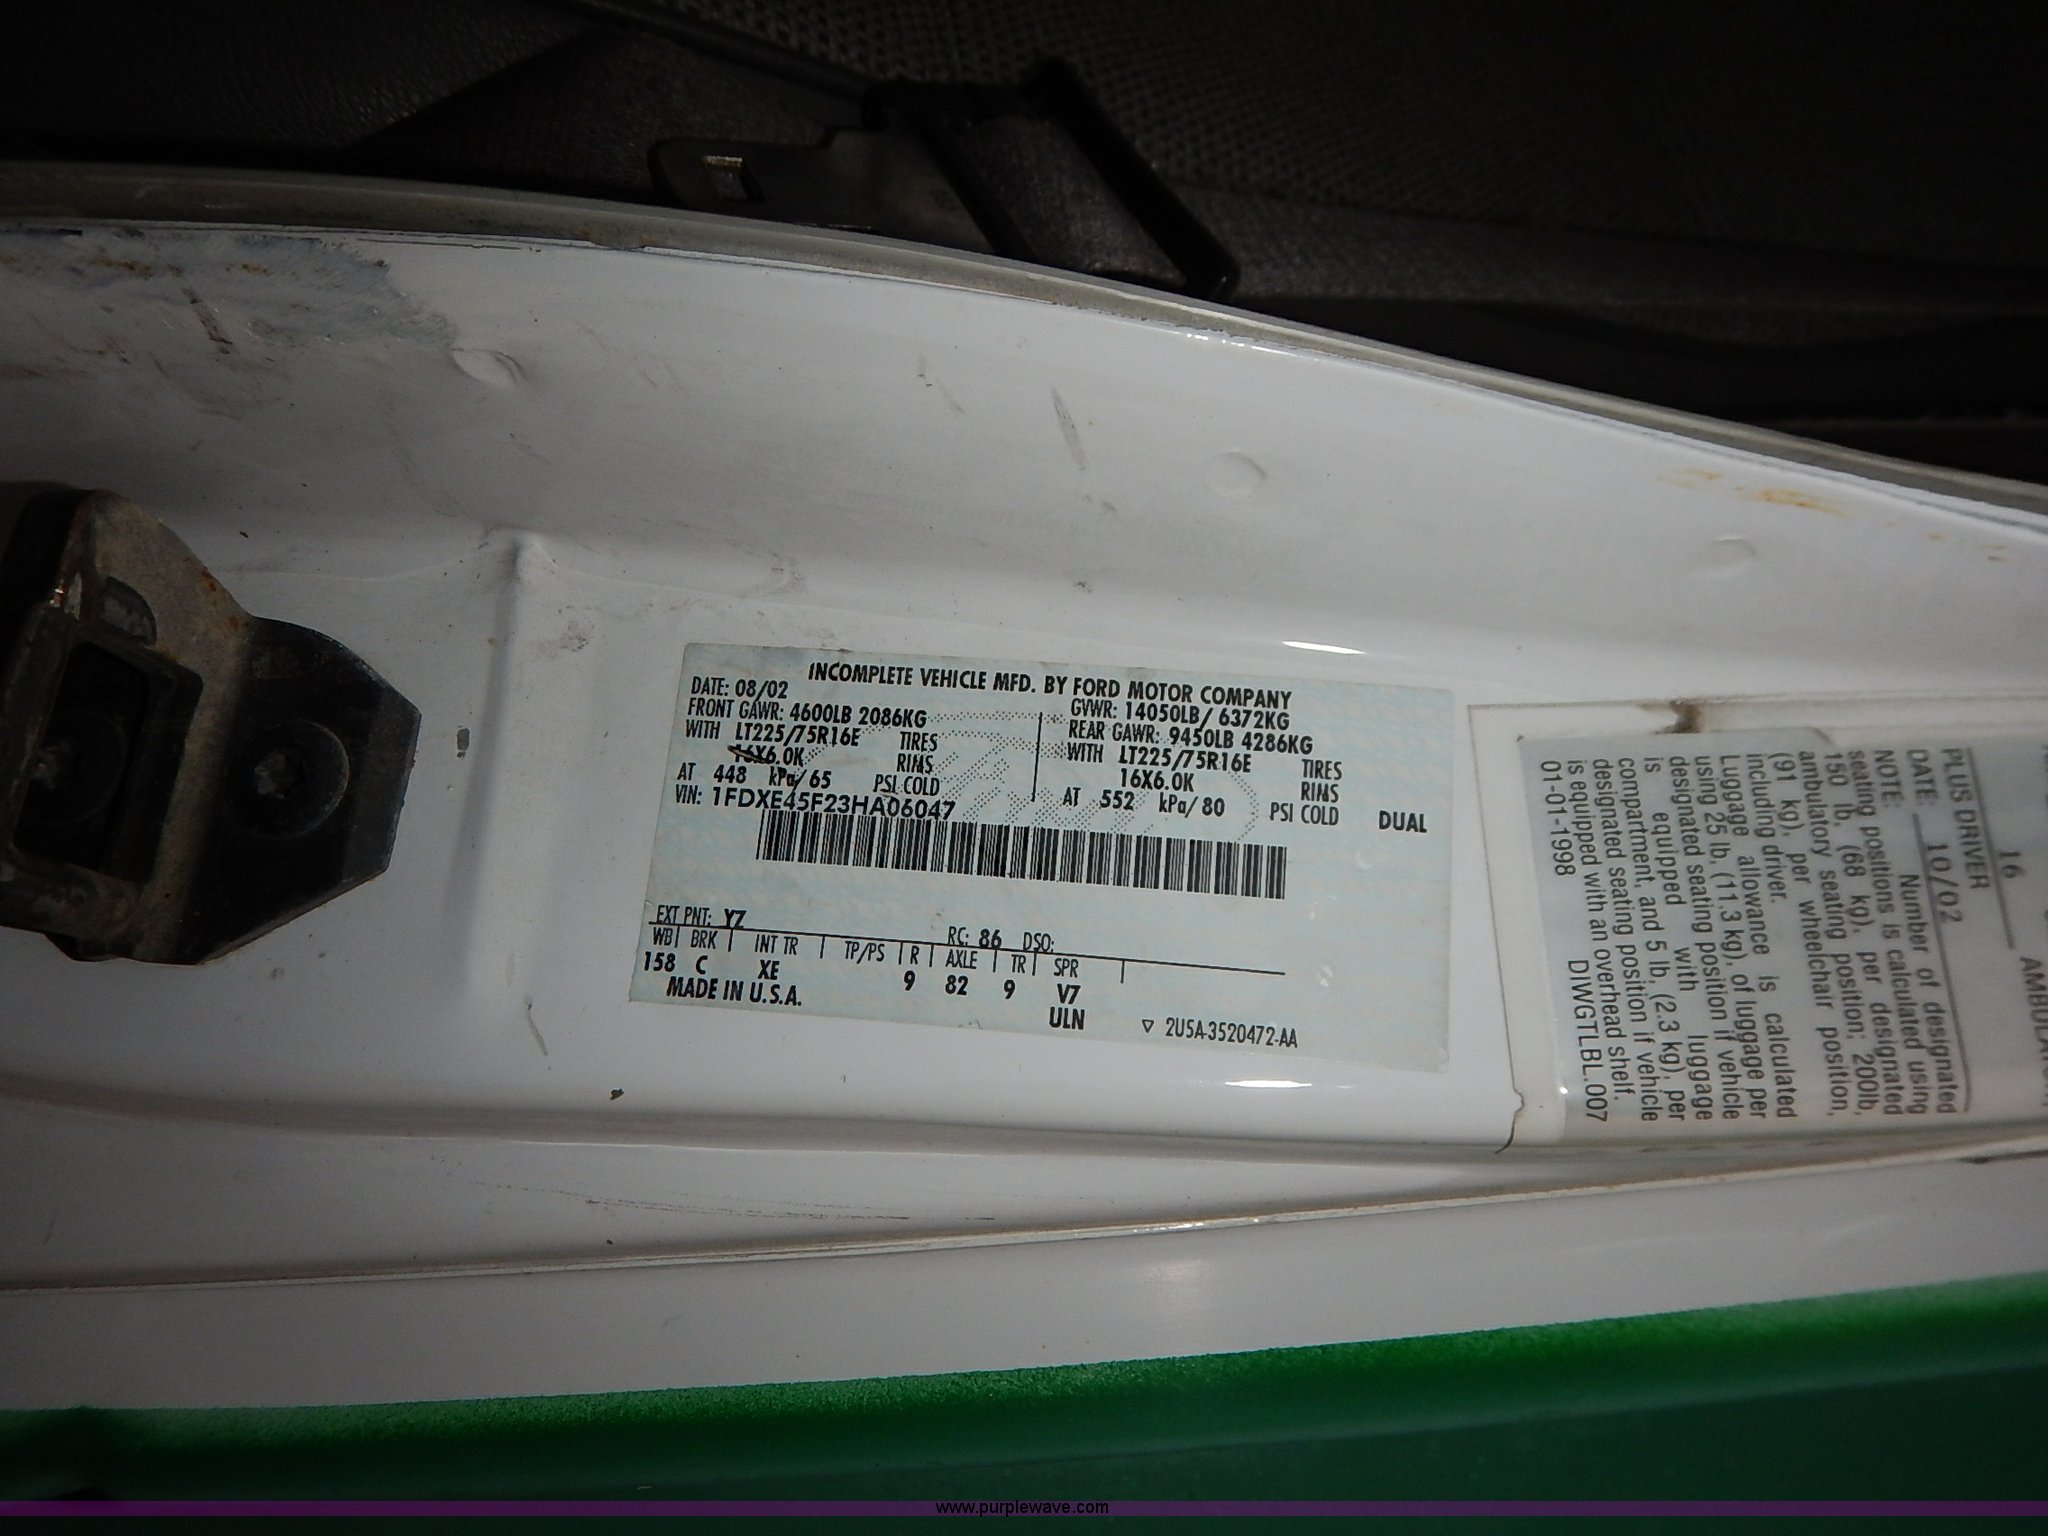 INCOMPLETE VEHICLE MFD. BY FORD MOTOR COMPANY
DATE: 08/02 GVWR: 14050LB/ 6372KG
FRONT GAWR: 4600LB 2086KG REAR GAWR: 9450LB 4286KG
WITH LT225/75R16E TIRES WITH LT225/75R16E TIRES
16X6.0K RIMS 16X6.0K RIMS
AT 448 kPa/65 PSI COLD AT 552 kPa/ 80 PSI COLD DUAL
VIN: 1FDXE45F23HA06047
EXT PNT: YZ RC: 86 DSO:
WB BRK INT TR TP/PS R AXLE TR SPR
158 C XE 9 82 9 V7
MADE IN U.S.A. ULN
2U5A-3520472-AA
16
PLUS DRIVER
DATE: 10/02
NOTE: Number of designated
seating positions is calculated using
150 lb, (68 kg), per designated
ambulatory seating position; 200lb,
(91 kg), per wheelchair position,
including driver.
Luggage allowance is calculated
using 25 lb, (11.3 kg), of luggage per
designated seating position if vehicle
is equipped with luggage
compartment, and 5 lb, (2.3 kg), per
designated seating position if vehicle
is equipped with an overhead shelf.
01-01-1998 DIWGTLBL.007
www.purplewave.com